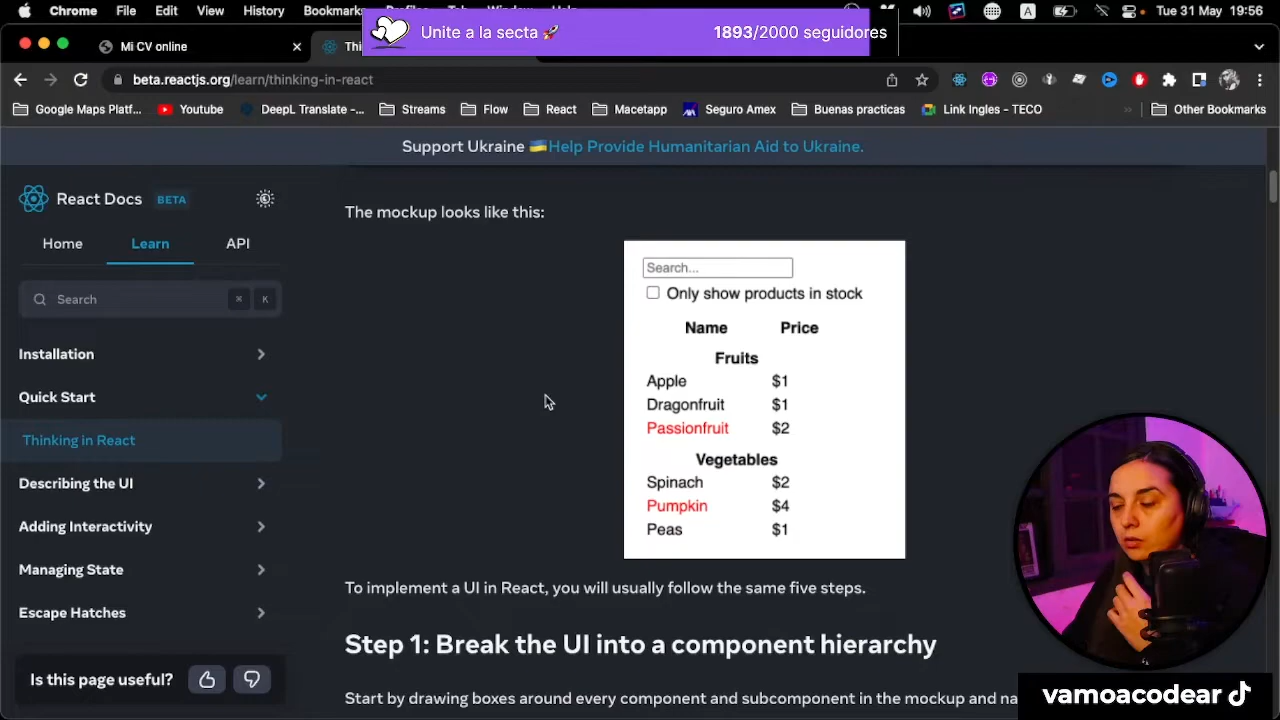 Chrome File Edit View History Bookmarks
A Tue 31 May 19:56
Unite a la secta 🚀 1893/2000 seguidores
Mi CV online
beta.reactjs.org/learn/thinking-in-react
Google Maps Platf... Youtube DeepL Translate -... Streams Flow React Macetapp Seguro Amex Buenas practicas Link Ingles - TECO » Other Bookmarks
Support Ukraine 🇺🇦 Help Provide Humanitarian Aid to Ukraine.
React Docs BETA
Home Learn API
Search ⌘ K
Installation
Quick Start
Thinking in React
Describing the UI
Adding Interactivity
Managing State
Escape Hatches
Is this page useful?
The mockup looks like this:
Search...
Only show products in stock
Name Price
Fruits
Apple $1
Dragonfruit $1
Passionfruit $2
Vegetables
Spinach $2
Pumpkin $4
Peas $1
To implement a UI in React, you will usually follow the same five steps.
Step 1: Break the UI into a component hierarchy
Start by drawing boxes around every component and subcomponent in the mockup and
vamoacodear